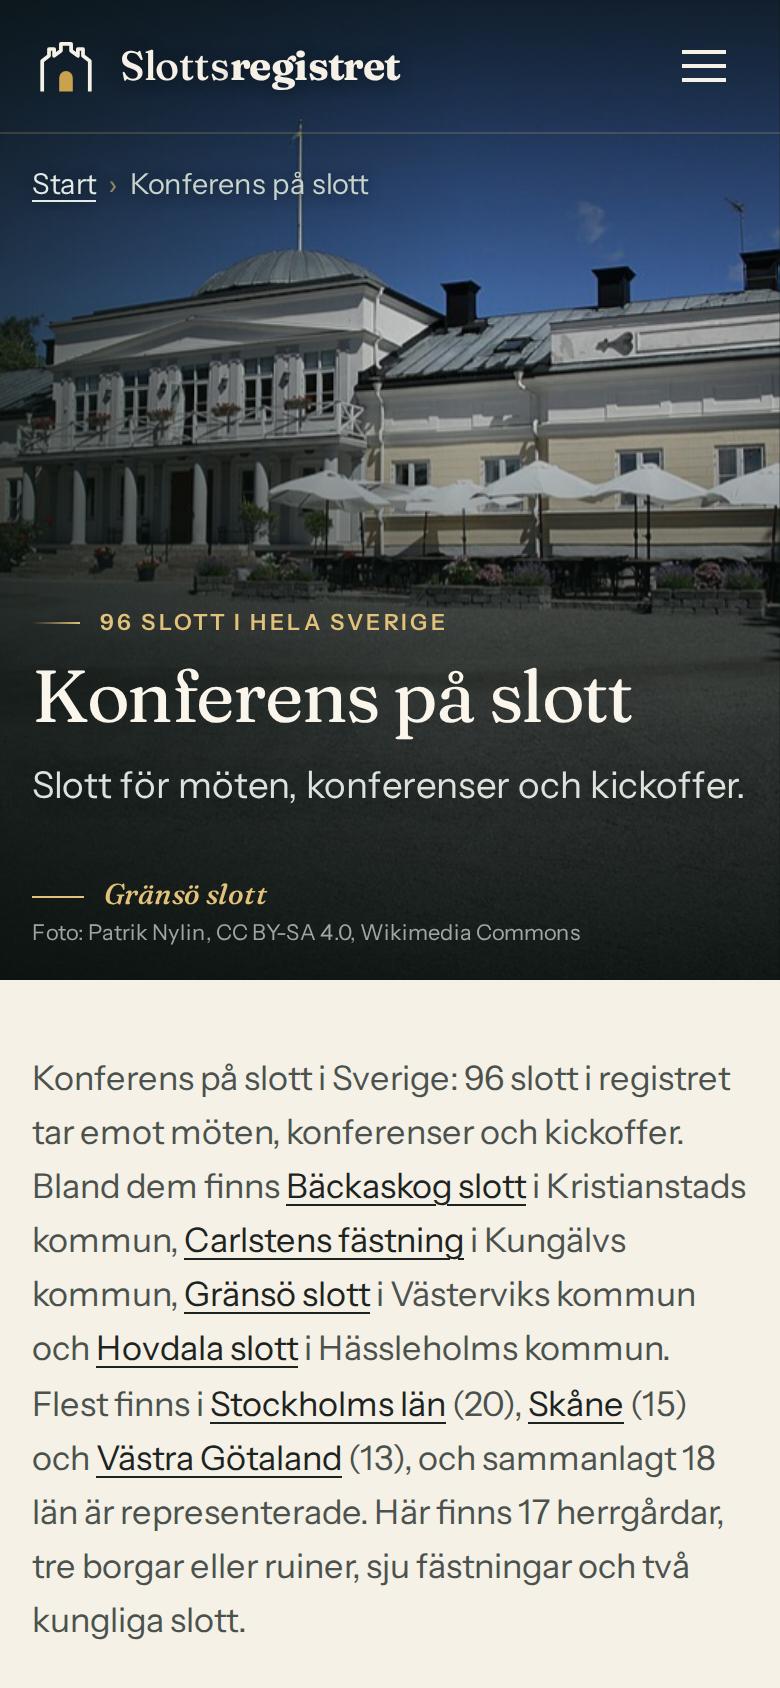 Slottsregistret
Start › Konferens på slott
96 SLOTT I HELA SVERIGE
Konferens på slott
Slott för möten, konferenser och kickoffer.
Gränsö slott
Foto: Patrik Nylin, CC BY-SA 4.0, Wikimedia Commons
Konferens på slott i Sverige: 96 slott i registret
tar emot möten, konferenser och kickoffer.
Bland dem finns Bäckaskog slott i Kristianstads
kommun, Carlstens fästning i Kungälvs
kommun, Gränsö slott i Västerviks kommun
och Hovdala slott i Hässleholms kommun.
Flest finns i Stockholms län (20), Skåne (15)
och Västra Götaland (13), och sammanlagt 18
län är representerade. Här finns 17 herrgårdar,
tre borgar eller ruiner, sju fästningar och två
kungliga slott.